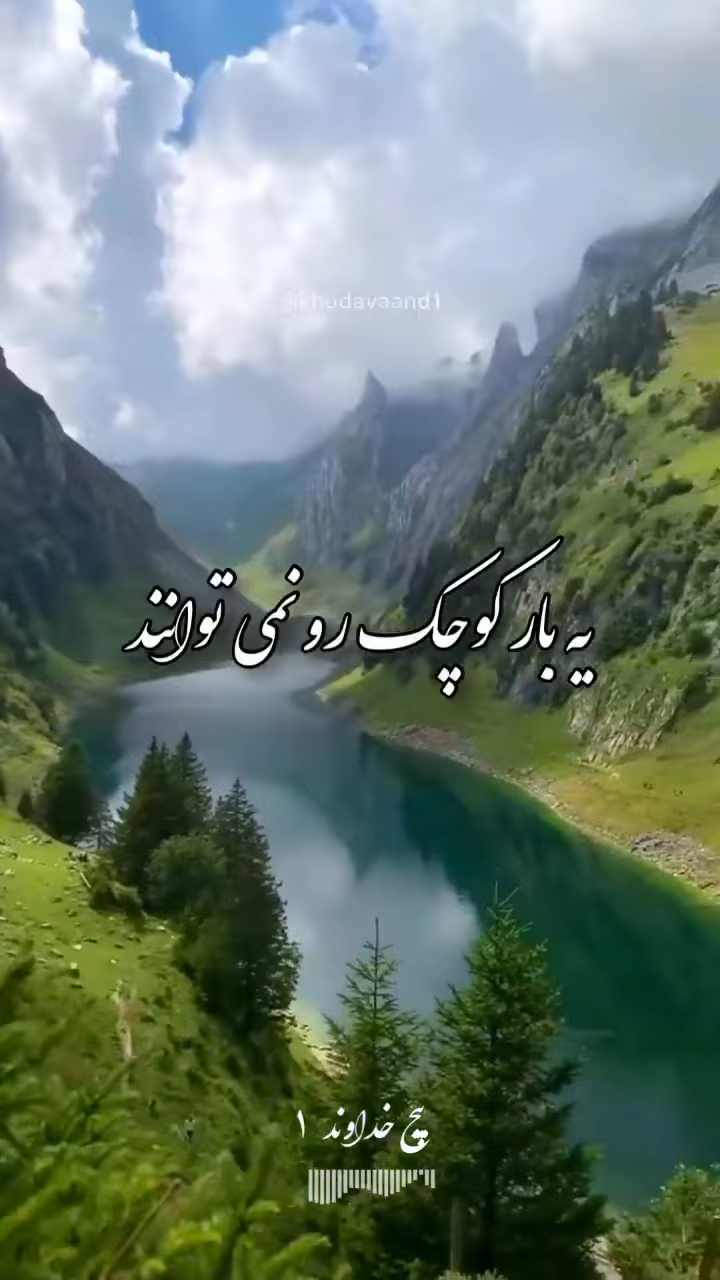 @khodavaand1
یه بار کوچک رو نمی توانند
پیج خداوند ۱